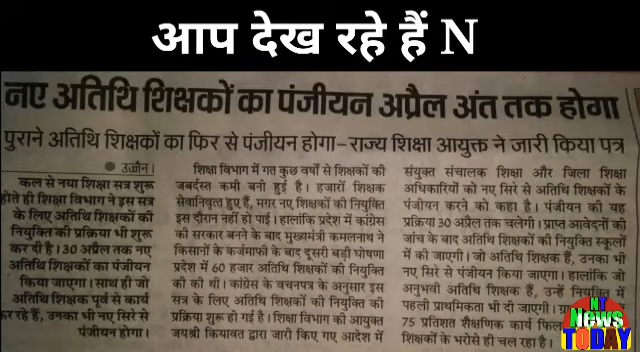 आप देख रहे हैं N
नए अतिथि शिक्षकों का पंजीयन अप्रैल अंत तक होगा
पुराने अतिथि शिक्षकों का फिर से पंजीयन होगा-राज्य शिक्षा आयुक्त ने जारी किया पत्र
● उज्जैन।
कल से नया शिक्षा सत्र शुरू
होते ही शिक्षा विभाग ने इस सत्र
के लिए अतिथि शिक्षकों की
नियुक्ति की प्रक्रिया भी शुरू
कर दी है। 30 अप्रैल तक नए
अतिथि शिक्षकों का पंजीयन
किया जाएगा। साथ ही जो
अतिथि शिक्षक पूर्व से कार्य
कर रहे हैं, उनका भी नए सिरे से
पंजीयन होगा।
शिक्षा विभाग में गत कुछ वर्षों से शिक्षकों की
जबर्दस्त कमी बनी हुई है। हजारों शिक्षक
सेवानिवृत्त हुए हैं, मगर नए शिक्षकों की नियुक्ति
इस दौरान नहीं हो पाई। हालांकि प्रदेश में कांग्रेस
की सरकार बनने के बाद मुख्यमंत्री कमलनाथ ने
किसानों के कर्जमाफी के बाद दूसरी बड़ी घोषणा
प्रदेश में 60 हजार अतिथि शिक्षकों की नियुक्ति
की की थी। कांग्रेस के वचनपत्र के अनुसार इस
सत्र के लिए अतिथि शिक्षकों की नियुक्ति की
प्रक्रिया शुरू हो गई है। शिक्षा विभाग की आयुक्त
जयश्री कियावत द्वारा जारी किए गए आदेश में
संयुक्त संचालक शिक्षा और जिला शिक्षा
अधिकारियों को नए सिरे से अतिथि शिक्षकों के
पंजीयन करने को कहा है। पंजीयन की यह
प्रक्रिया 30 अप्रैल तक चलेगी। प्राप्त आवेदनों की
जांच के बाद अतिथि शिक्षकों की नियुक्ति स्कूलों
में की जाएगी। जो अतिथि शिक्षक हैं, उनका भी
नए सिरे से पंजीयन किया जाएगा। हालांकि जो
अनुभवी अतिथि शिक्षक हैं, उन्हें नियुक्ति में
पहली प्राथमिकता भी दी जाएगी।
75 प्रतिशत शैक्षणिक कार्य
शिक्षकों के भरोसे ही चल रहा है।
NT
News
TODAY